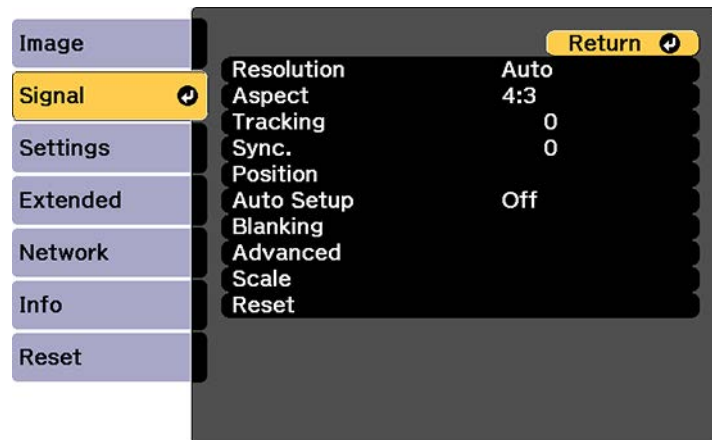 Image
Signal
Settings
Extended
Network
Info
Reset
Return
Resolution Auto
Aspect 4:3
Tracking 0
Sync. 0
Position
Auto Setup Off
Blanking
Advanced
Scale
Reset